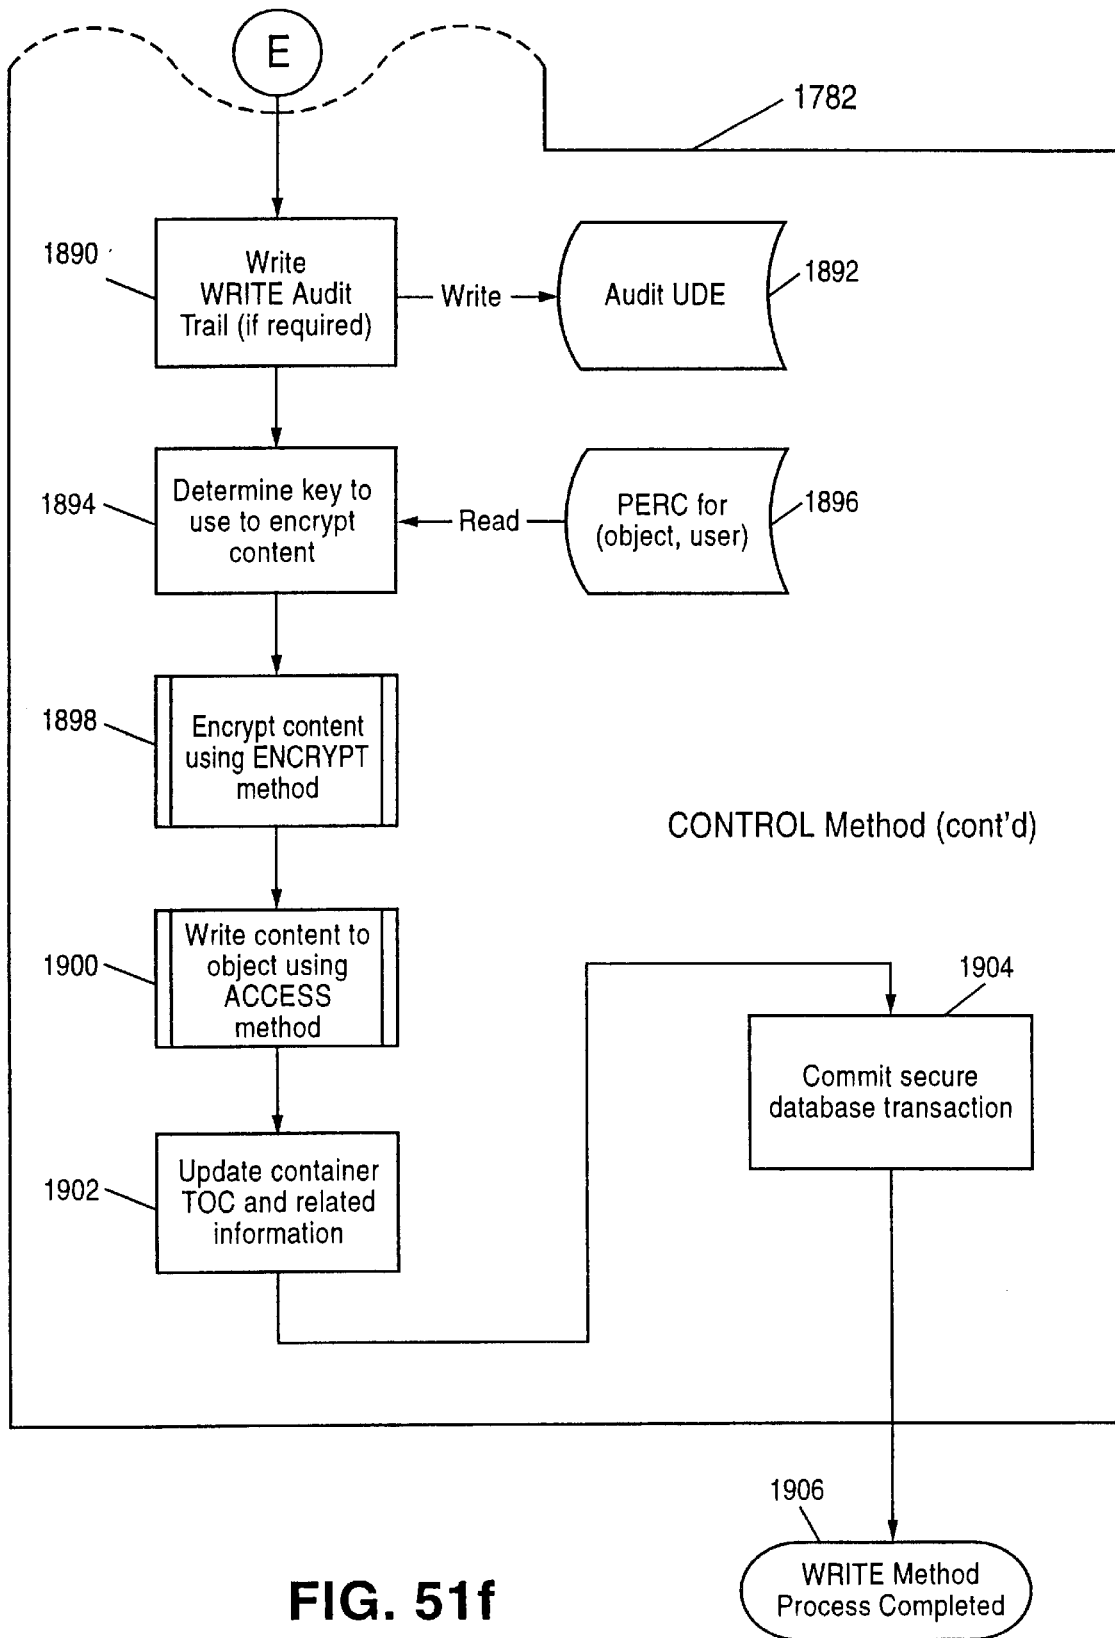 E
1782
1890
Write
WRITE Audit
Trail (if required)
Write
Audit UDE
1892
1894
Determine key to
use to encrypt
content
Read
PERC for
(object, user)
1896
1898
Encrypt content
using ENCRYPT
method
CONTROL Method (cont'd)
1900
Write content to
object using
ACCESS
method
1904
Commit secure
database transaction
1902
Update container
TOC and related
information
1906
WRITE Method
Process Completed
FIG. 51f